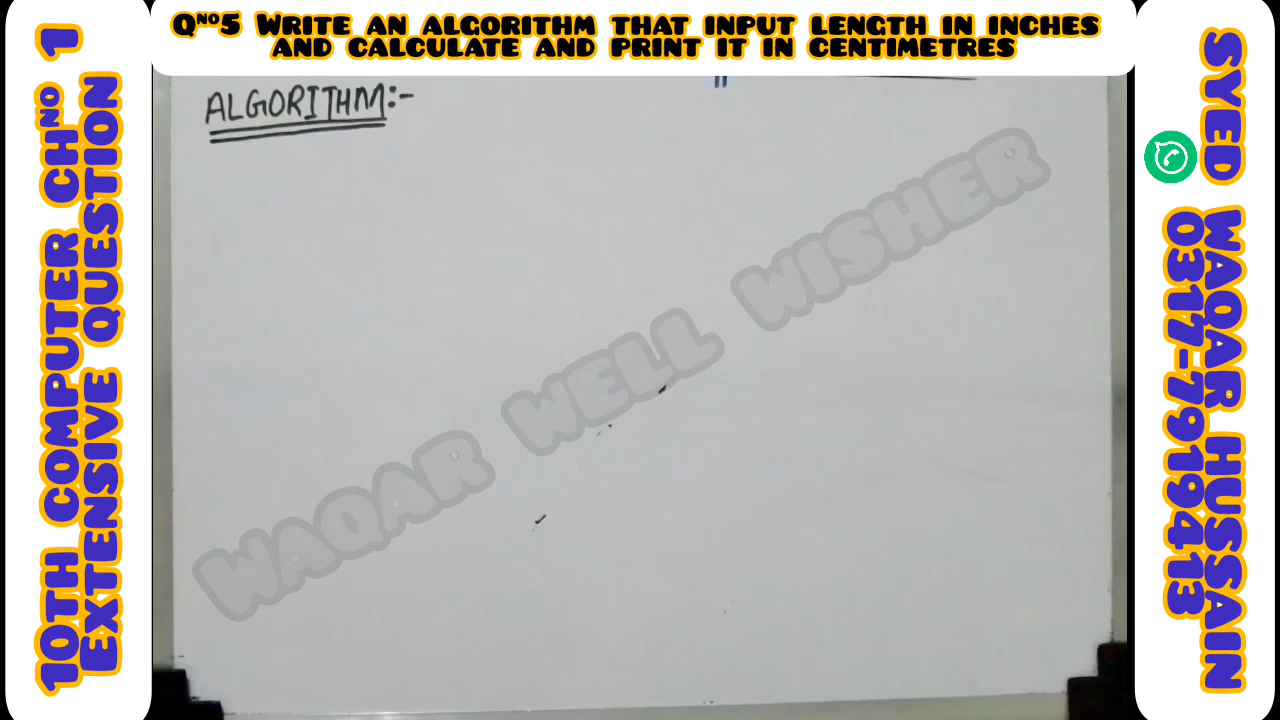 Qno5 WRITE AN ALGORITHM THAT INPUT LENGTH IN INCHES
AND CALCULATE AND PRINT IT IN CENTIMETRES
10TH COMPUTER CHNO 1
EXTENSIVE QUESTION
ALGORITHM:-
WAQAR WELL WISHER
SYED WAQAR HUSSAIN
0317-7919413